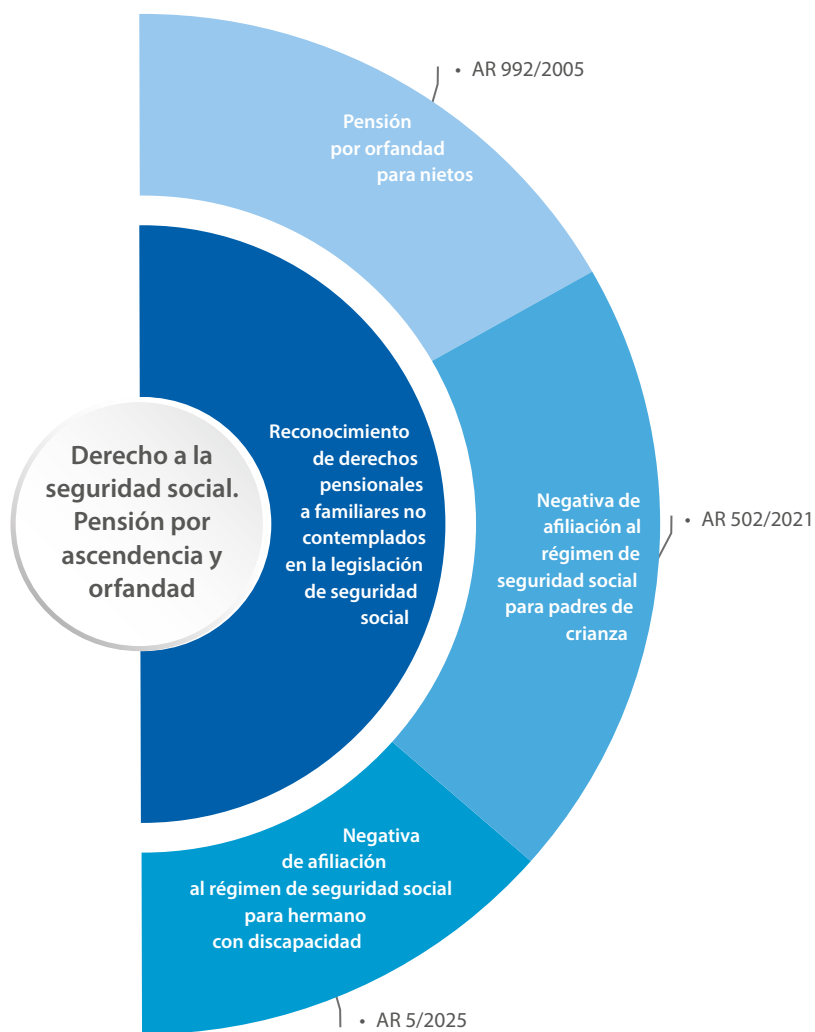 • AR 992/2005
Pensión
por orfandad
para nietos
Derecho a la
seguridad social.
Pensión por
ascendencia y
orfandad
Reconocimiento
de derechos
pensionales
a familiares no
contemplados
en la legislación
de seguridad
social
Negativa de
afiliación al
régimen de
seguridad social
para padres de
crianza
• AR 502/2021
Negativa
de afiliación
al régimen de seguridad social
para hermano
con discapacidad
• AR 5/2025